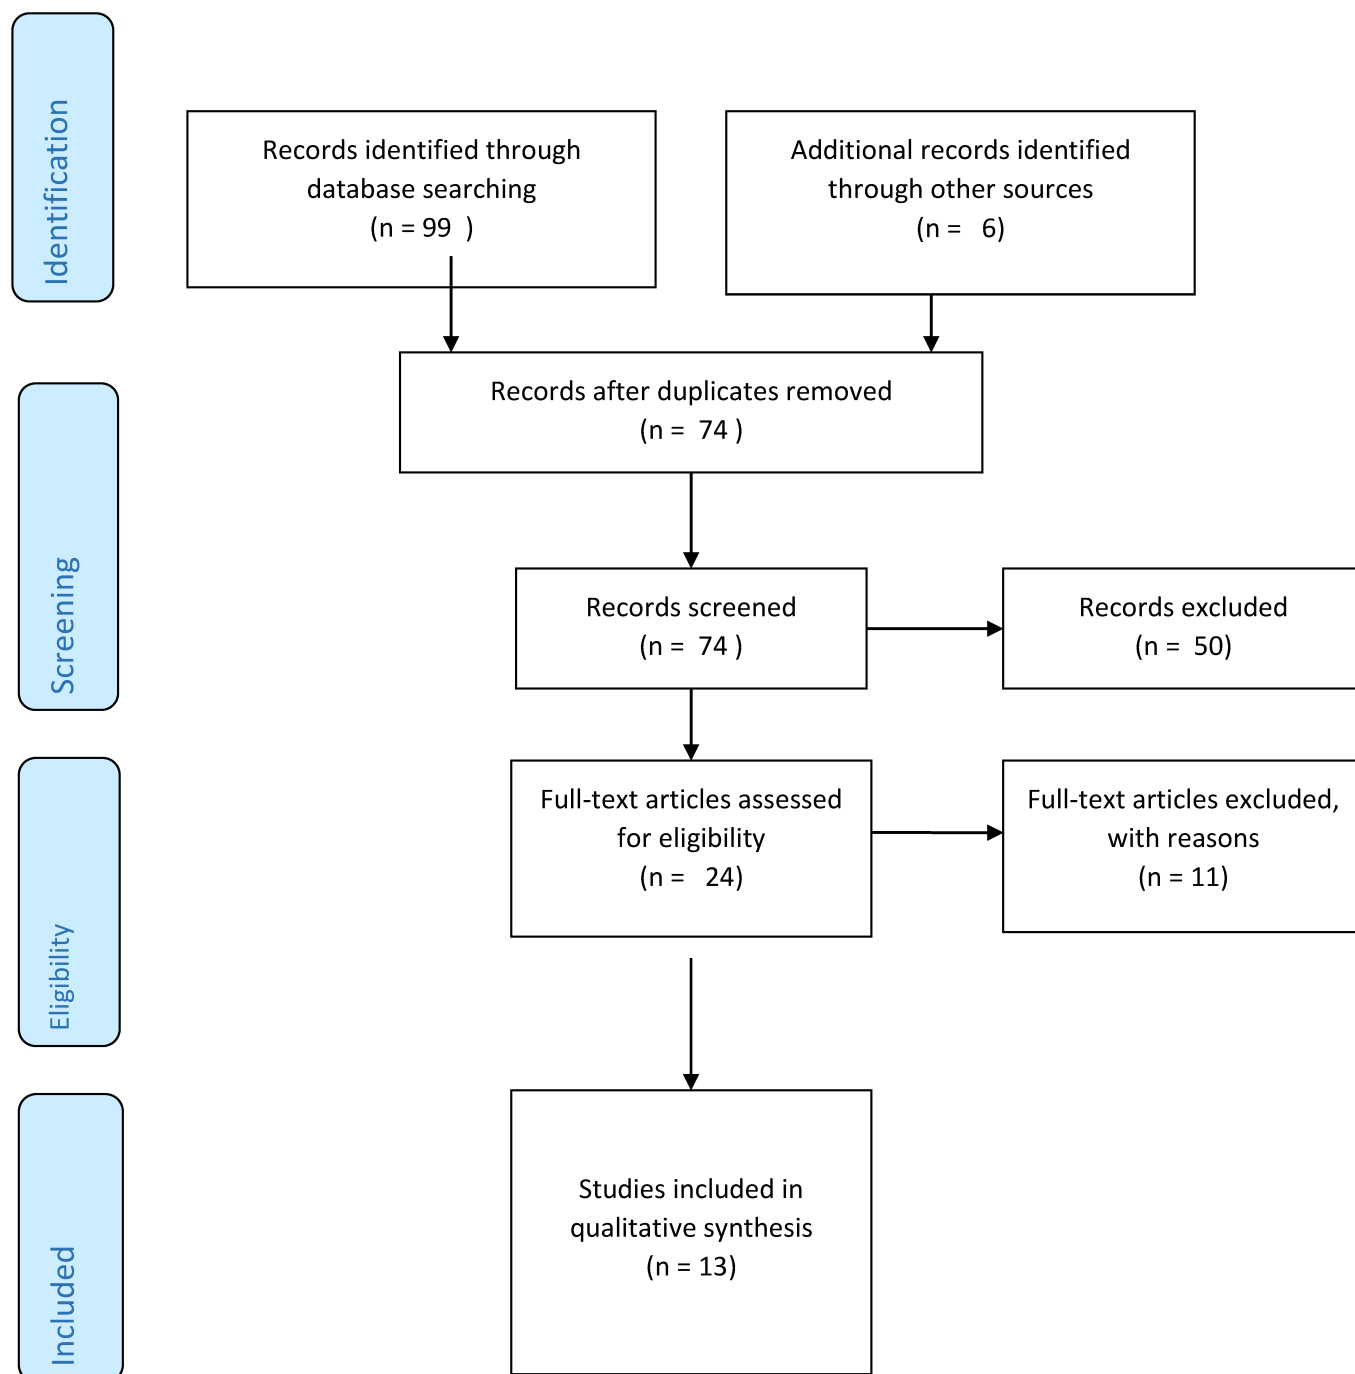 Identification
Records identified through
database searching
(n = 99  )
Additional records identified
through other sources
(n =   6)
Records after duplicates removed
(n =  74 )
Screening
Records screened
(n =  74 )
Records excluded
(n =  50)
Eligibility
Full-text articles assessed
for eligibility
(n =   24)
Full-text articles excluded,
with reasons
(n = 11)
Included
Studies included in
qualitative synthesis
(n = 13)